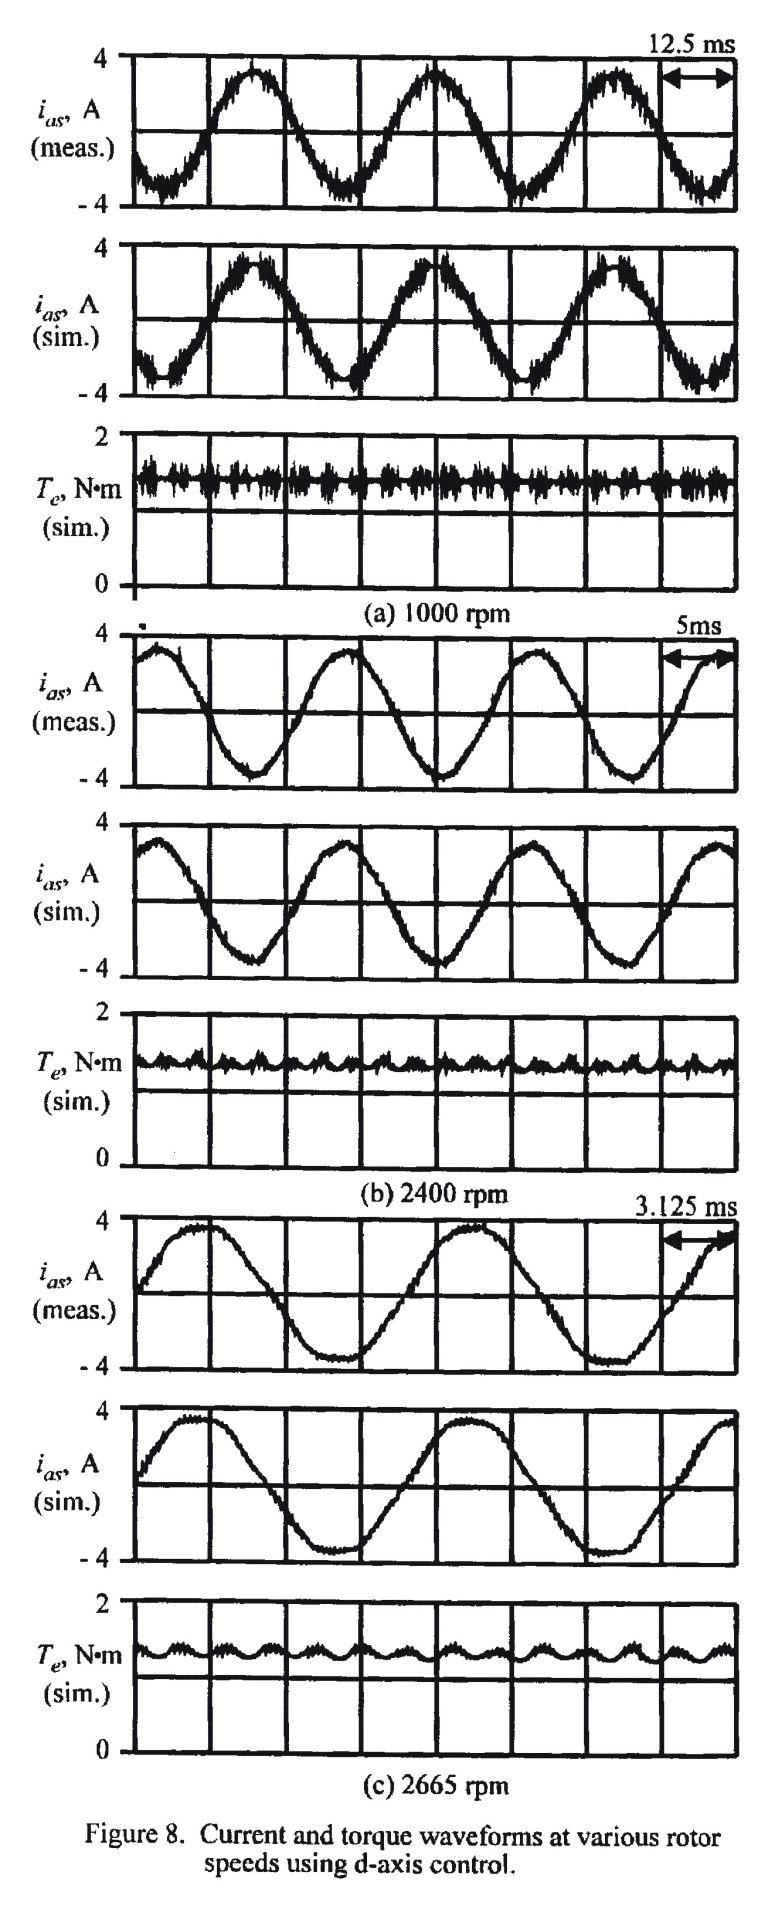 12.5 ms
4
i_as, A
(meas.)
- 4
4
i_as, A
(sim.)
- 4
2
T_e, N•m
(sim.)
0
(a) 1000 rpm
5ms
4
i_as, A
(meas.)
- 4
4
i_as, A
(sim.)
- 4
2
T_e, N•m
(sim.)
0
(b) 2400 rpm
3.125 ms
4
i_as, A
(meas.)
- 4
4
i_as, A
(sim.)
- 4
2
T_e, N•m
(sim.)
0
(c) 2665 rpm
Figure 8. Current and torque waveforms at various rotor
speeds using d-axis control.